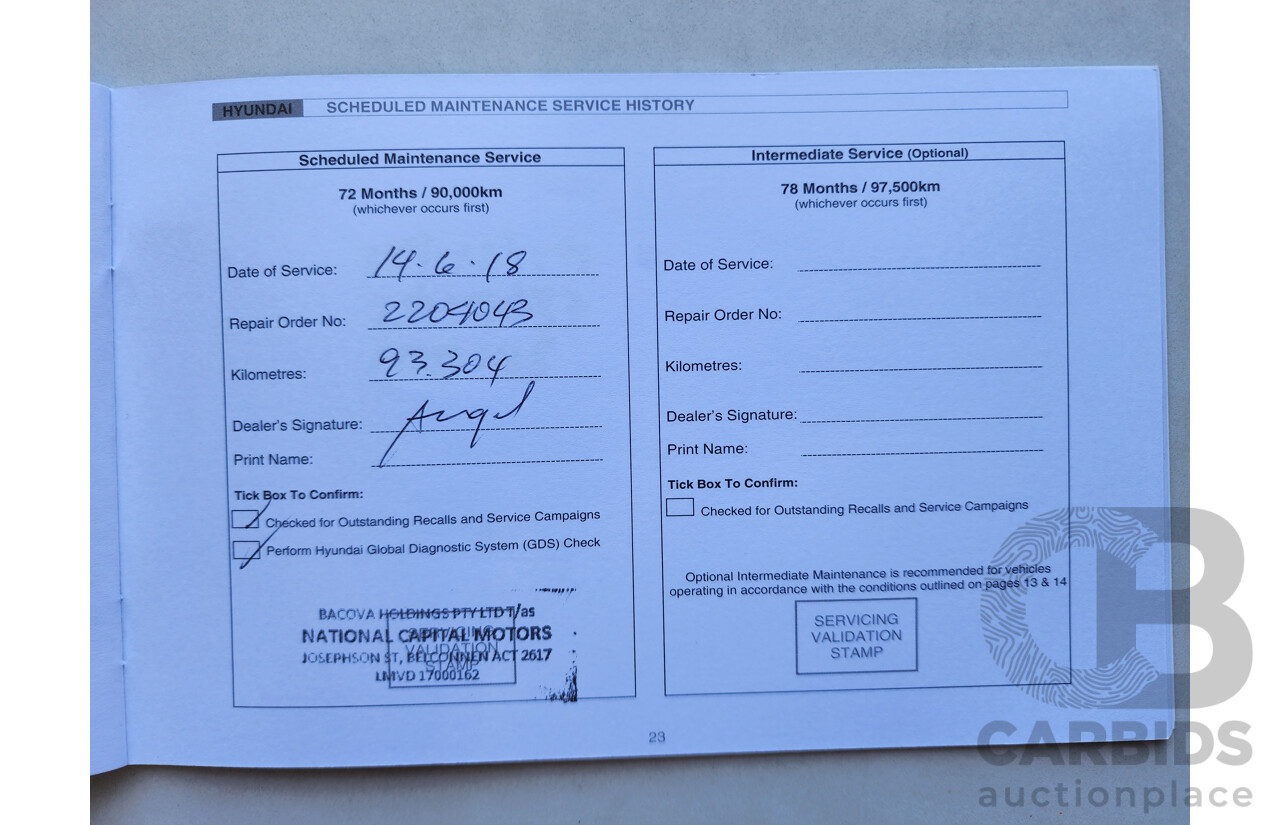 HYUNDAI SCHEDULED MAINTENANCE SERVICE HISTORY
Scheduled Maintenance Service
72 Months / 90,000km
(whichever occurs first)
Date of Service: 14.6.18
Repair Order No: 2204043
Kilometres: 93.304
Dealer's Signature: Angel
Print Name:
Tick Box To Confirm:
Checked for Outstanding Recalls and Service Campaigns
Perform Hyundai Global Diagnostic System (GDS) Check
BACOVA HOLDINGS PTY LTD T/as
NATIONAL CAPITAL MOTORS
JOSEPHSON ST, BELCONNEN ACT 2617
LMVD 17000162
SERVICING
VALIDATION
STAMP
Intermediate Service (Optional)
78 Months / 97,500km
(whichever occurs first)
Date of Service:
Repair Order No:
Kilometres:
Dealer's Signature:
Print Name:
Tick Box To Confirm:
Checked for Outstanding Recalls and Service Campaigns
Optional Intermediate Maintenance is recommended for vehicles
operating in accordance with the conditions outlined on pages 13 & 14
SERVICING
VALIDATION
STAMP
23
CARBIDS
auctionplace